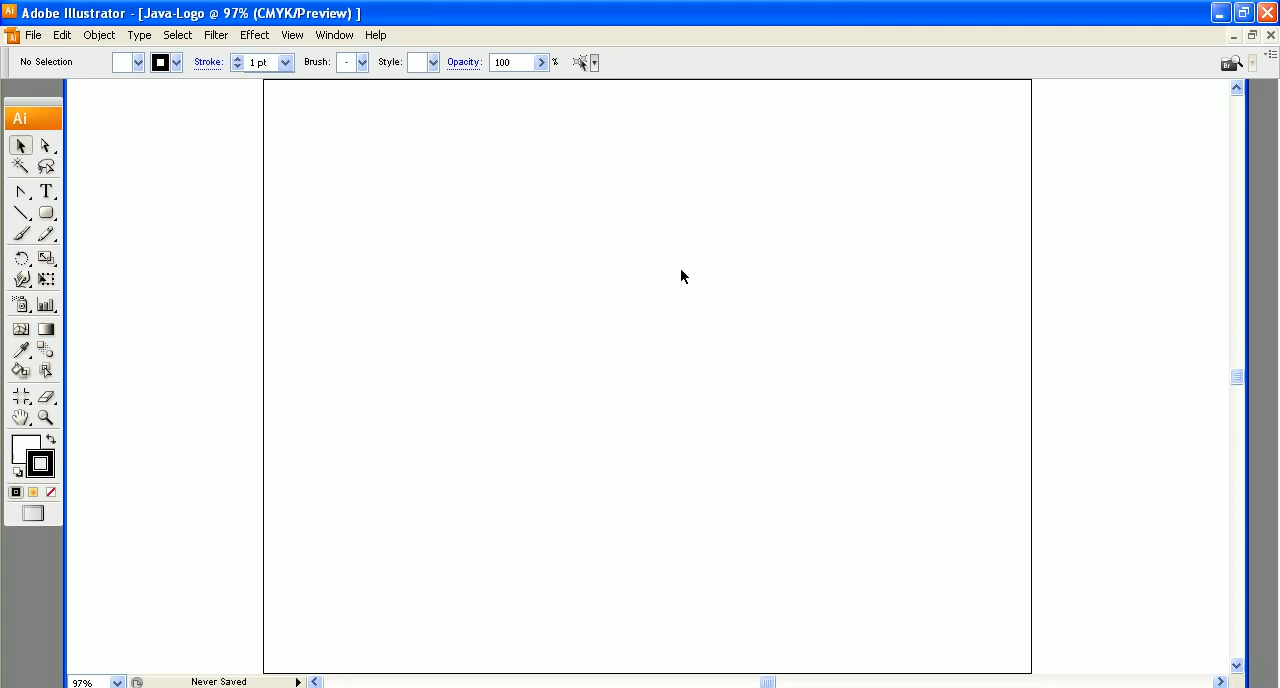 Adobe Illustrator - [Java-Logo @ 97% (CMYK/Preview) ]
File Edit Object Type Select Filter Effect View Window Help
No Selection Stroke: 1 pt Brush: Style: Opacity: 100 %
Br
Ai
T
97% Never Saved